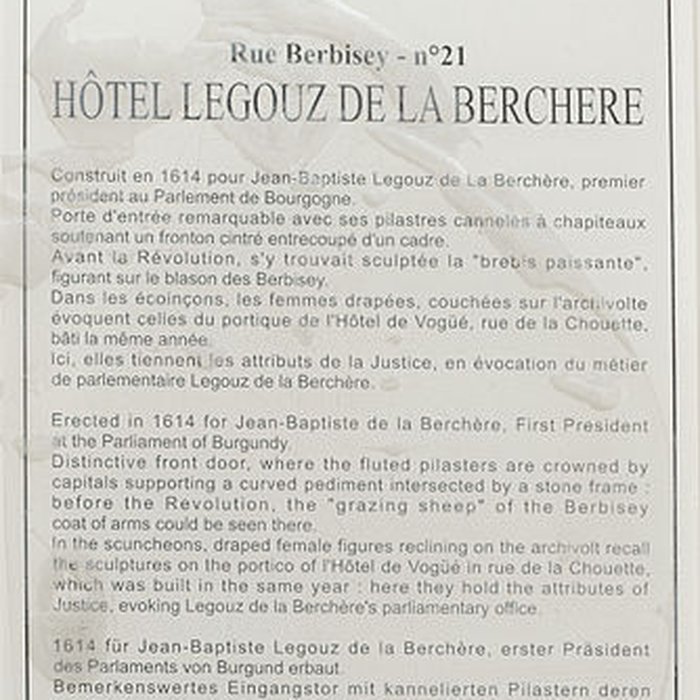 Rue Berbisey - n°21
HÔTEL LEGOUZ DE LA BERCHERE
Construit en 1614 pour Jean-Baptiste Legouz de La Berchère, premier
président au Parlement de Bourgogne.
Porte d'entrée remarquable avec ses pilastres cannelés à chapiteaux
soutenant un fronton cintré entrecoupé d'un cadre.
Avant la Révolution, s'y trouvait sculptée la "brebis paissante",
figurant sur le blason des Berbisey.
Dans les écoinçons, les femmes drapées, couchées sur l'archivolte
évoquent celles du portique de l'Hôtel de Vogüé, rue de la Chouette,
bâti la même année.
Ici, elles tiennent les attributs de la Justice, en évocation du métier
de parlementaire Legouz de la Berchère.
Erected in 1614 for Jean-Baptiste de la Berchère, First President
at the Parliament of Burgundy
Distinctive front door, where the fluted pilasters are crowned by
capitals supporting a curved pediment intersected by a stone frame :
before the Revolution, the "grazing sheep" of the Berbisey
coat of arms could be seen there.
In the scuncheons, draped female figures reclining on the archivolt recall
the sculptures on the portico of l'Hôtel de Vogüé in rue de la Chouette,
which was built in the same year : here they hold the attributes of
Justice, evoking Legouz de la Berchère's parliamentary office.
1614 für Jean-Baptiste Legouz de la Berchère, erster Präsident
des Parlaments von Burgund erbaut.
Bemerkenswertes Eingangstor mit kannelierten Pilastern deren